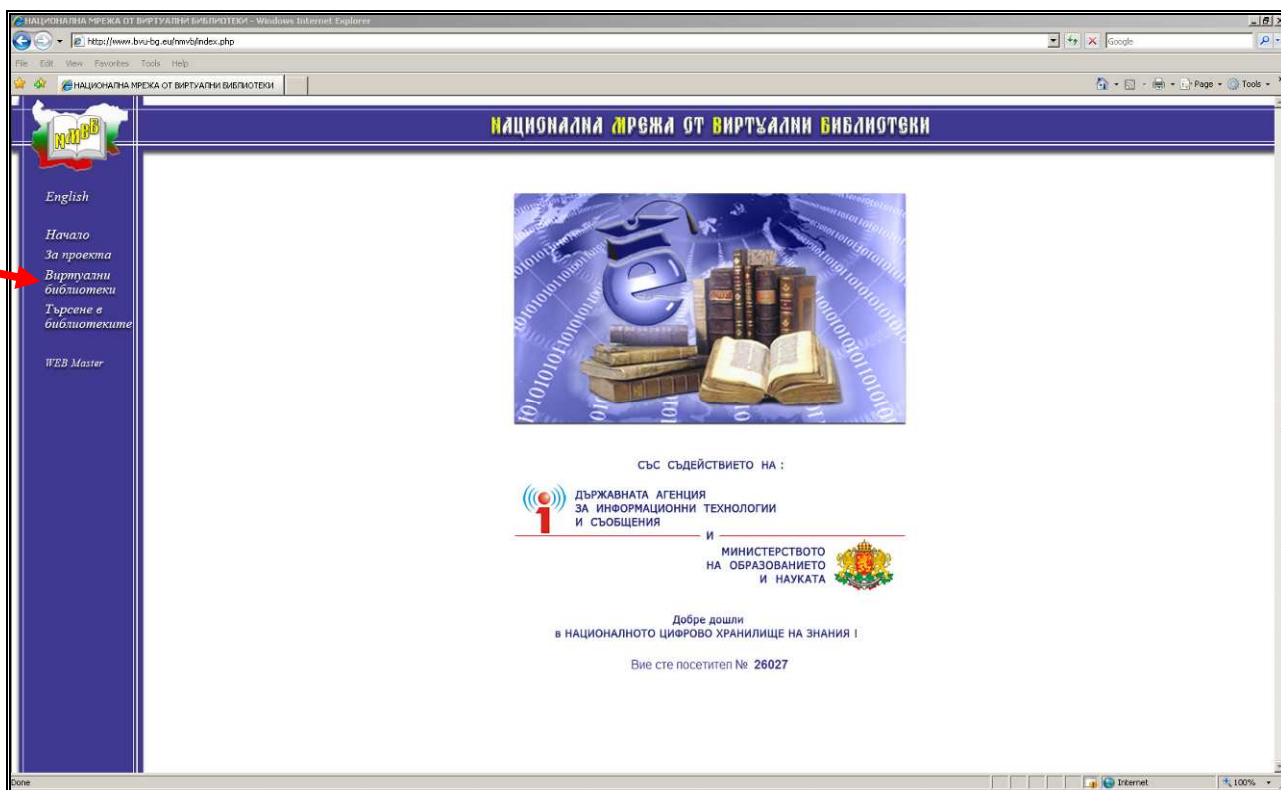 НАЦИОНАЛНА МРЕЖА ОТ ВИРТУАЛНИ БИБЛИОТЕКИ - Windows Internet Explorer
http://www.bvu-bg.eu/nmvb/index.php
Google
File Edit View Favorites Tools Help
НАЦИОНАЛНА МРЕЖА ОТ ВИРТУАЛНИ БИБЛИОТЕКИ
Page Tools
НМВБ
НАЦИОНАЛНА МРЕЖА ОТ ВИРТУАЛНИ БИБЛИОТЕКИ
English
Начало
За проекта
Виртуални
библиотеки
Търсене в
библиотеките
WEB Master
СЪС СЪДЕЙСТВИЕТО НА :
ДЪРЖАВНАТА АГЕНЦИЯ
ЗА ИНФОРМАЦИОННИ ТЕХНОЛОГИИ
И СЪОБЩЕНИЯ
И
МИНИСТЕРСТВОТО
НА ОБРАЗОВАНИЕТО
И НАУКАТА
Добре дошли
в НАЦИОНАЛНОТО ЦИФРОВО ХРАНИЛИЩЕ НА ЗНАНИЯ !
Вие сте посетител № 26027
Done
Internet
100%